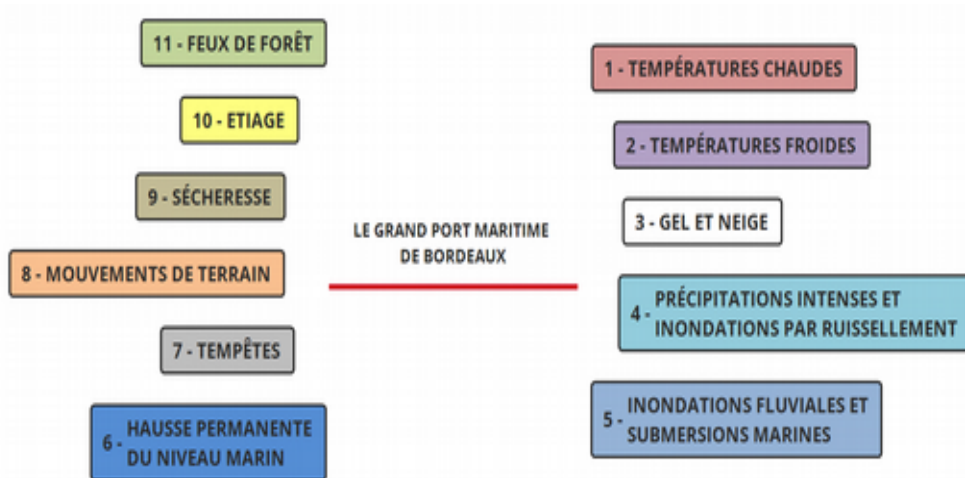 11 - FEUX DE FORÊT
10 - ETIAGE
9 - SÉCHERESSE
8 - MOUVEMENTS DE TERRAIN
7 - TEMPÊTES
6 - HAUSSE PERMANENTE
DU NIVEAU MARIN
LE GRAND PORT MARITIME
DE BORDEAUX
1 - TEMPÉRATURES CHAUDES
2 - TEMPÉRATURES FROIDES
3 - GEL ET NEIGE
4 - PRÉCIPITATIONS INTENSES ET
INONDATIONS PAR RUISSELLEMENT
5 - INONDATIONS FLUVIALES ET
SUBMERSIONS MARINES